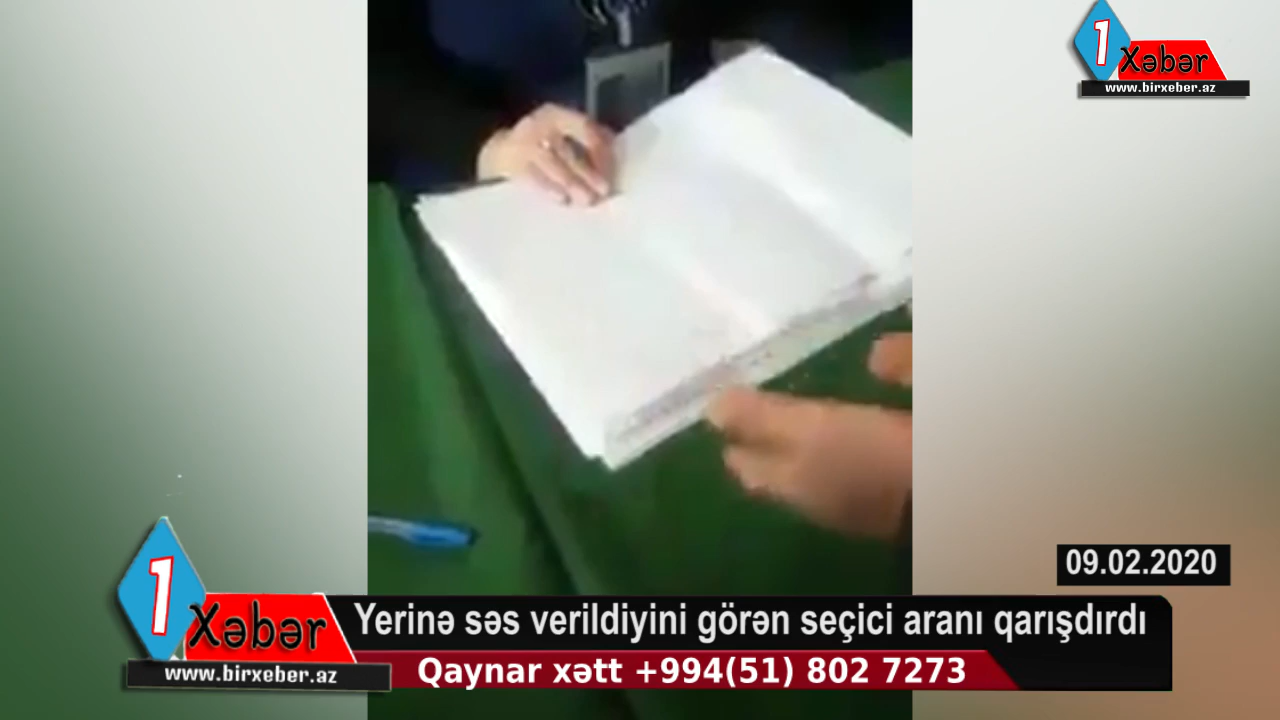 1
Xəbər
www.birxeber.az
09.02.2020
1
Xəbər
www.birxeber.az
Yerinə səs verildiyini görən seçici aranı qarışdırdı
Qaynar xətt +994(51) 802 7273